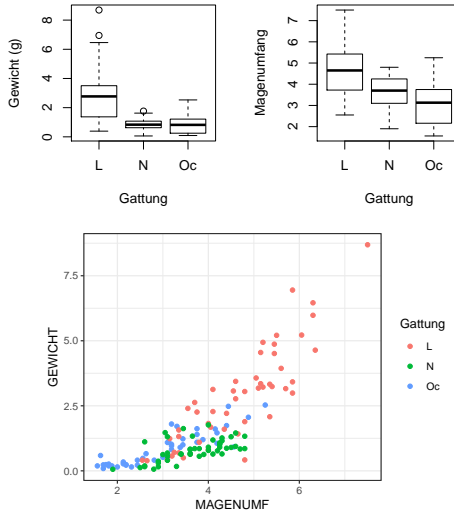 Gewicht (g)
8
6
4
2
0
L N Oc
Gattung
Magenumfang
7
6
5
4
3
2
L N Oc
Gattung
GEWICHT
7.5
5.0
2.5
0.0
2 4 6
MAGENUMF
Gattung
L
N
Oc